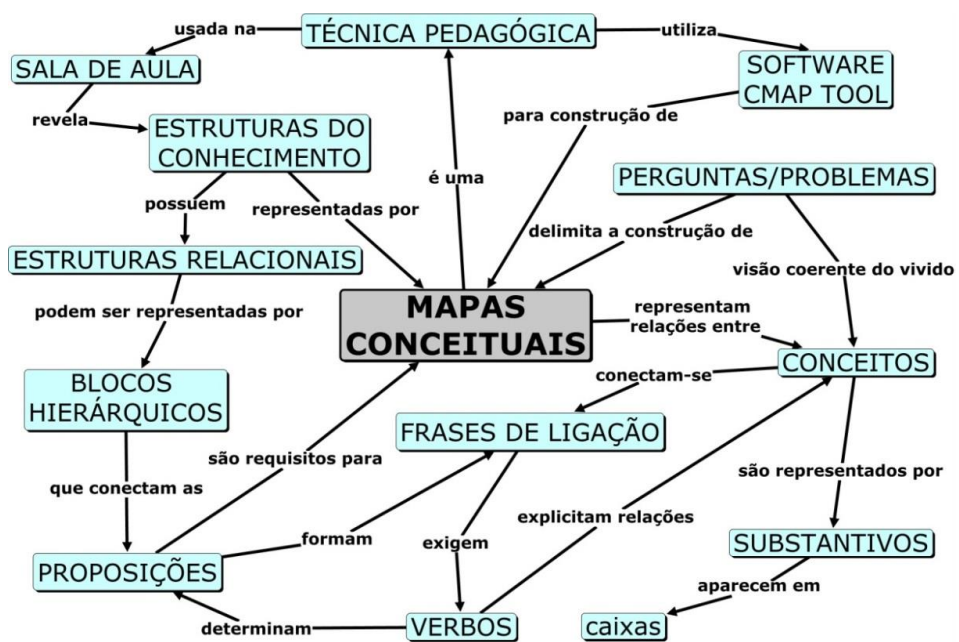 usada na
TÉCNICA PEDAGÓGICA
utiliza
SALA DE AULA
SOFTWARE
CMAP TOOL
revela
ESTRUTURAS DO
CONHECIMENTO
para construção de
é uma
PERGUNTAS/PROBLEMAS
possuem
representadas por
delimita a construção de
ESTRUTURAS RELACIONAIS
visão coerente do vivido
podem ser representadas por
MAPAS
CONCEITUAIS
representam
relações entre
CONCEITOS
BLOCOS
HIERÁRQUICOS
conectam-se
FRASES DE LIGAÇÃO
são requisitos para
são representados por
que conectam as
explicitam relações
formam
exigem
SUBSTANTIVOS
PROPOSIÇÕES
aparecem em
determinam
VERBOS
caixas